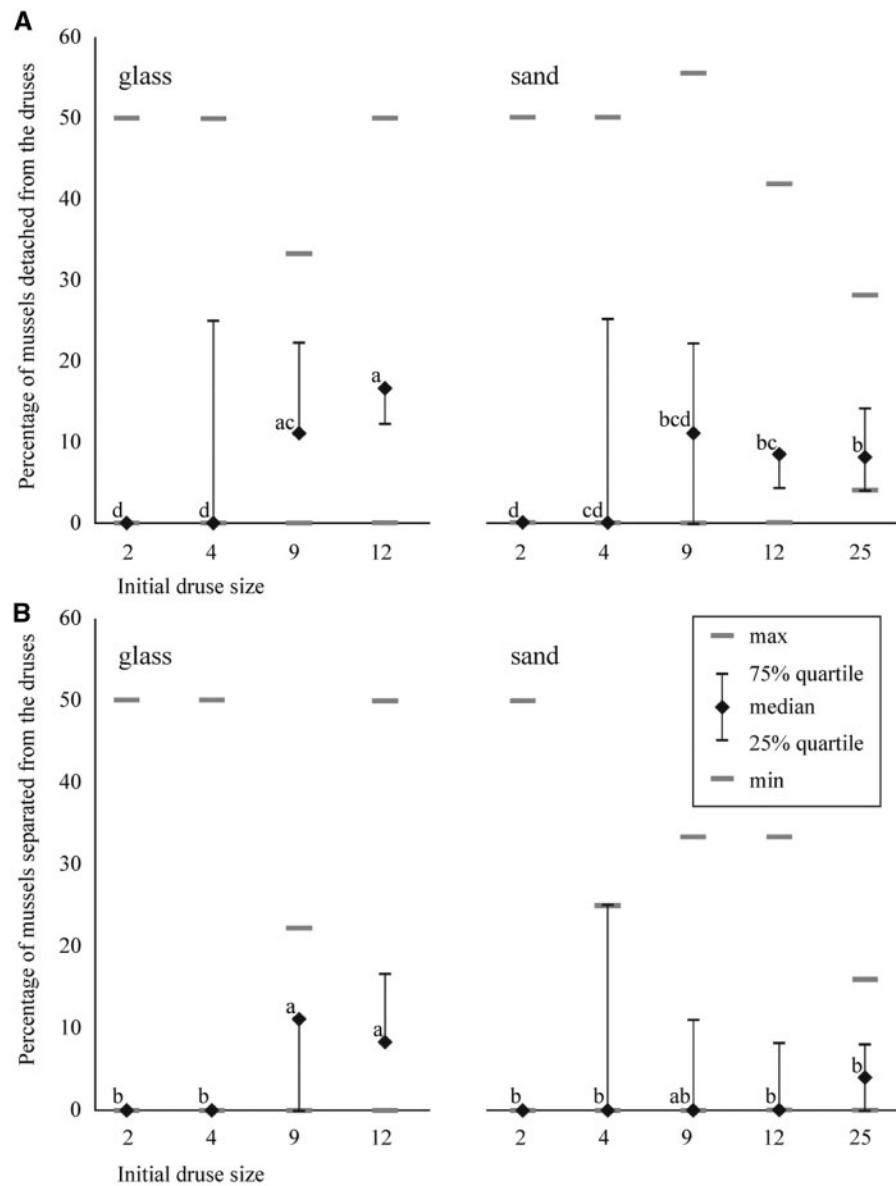 A
Percentage of mussels detached from the druses
60
50
40
30
20
10
0
glass
sand
d
d
ac
a
d
cd
bcd
bc
b
2 4 9 12 2 4 9 12 25
Initial druse size
B
Percentage of mussels separated from the druses
60
50
40
30
20
10
0
glass
sand
max
75% quartile
median
25% quartile
min
b
b
a
a
b
b
ab
b
b
2 4 9 12 2 4 9 12 25
Initial druse size